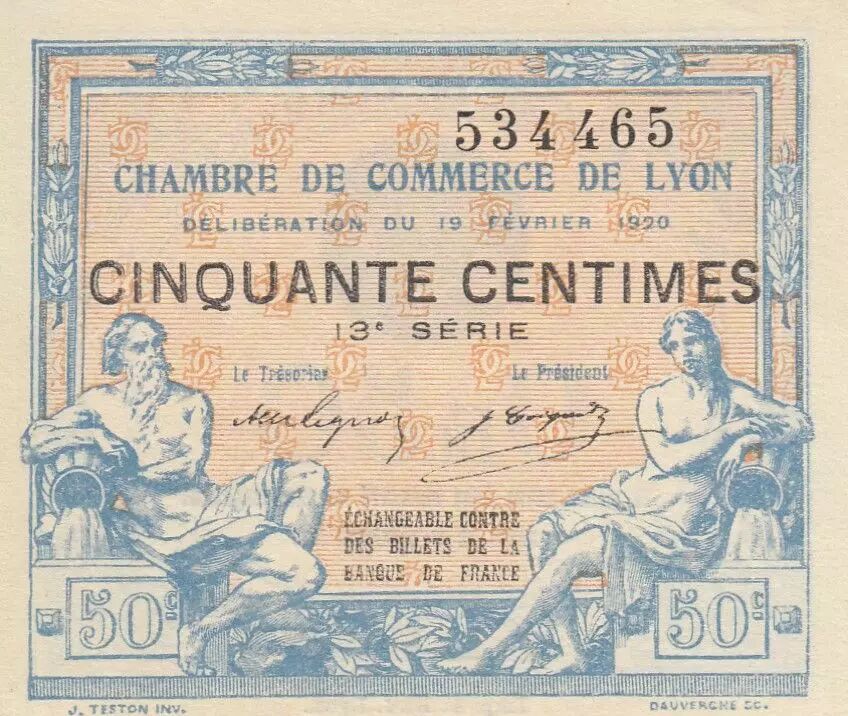 534465
CHAMBRE DE COMMERCE DE LYON
DÉLIBÉRATION DU 19 FÉVRIER 1920
CINQUANTE CENTIMES
13e SÉRIE
Le Trésorier Le Président
ÉCHANGEABLE CONTRE
DES BILLETS DE LA
BANQUE DE FRANCE
50c 50c
J. TESTON INV. DAUVERGNE SC.